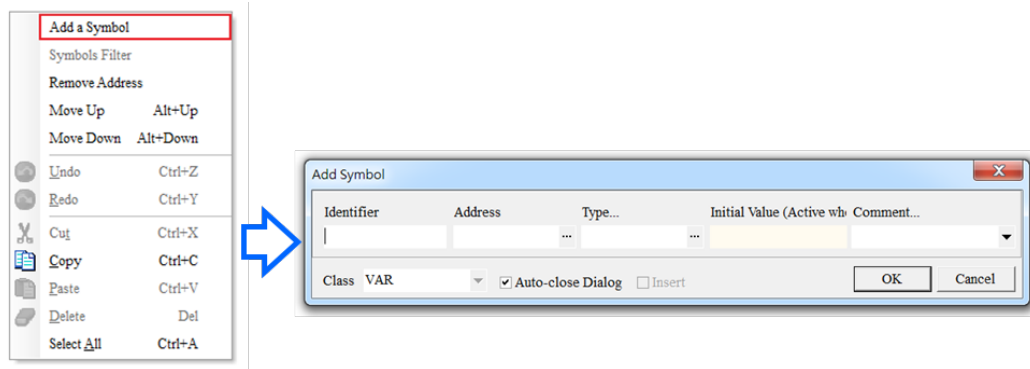 Add a Symbol
Symbols Filter
Remove Address
Move Up Alt+Up
Move Down Alt+Down
Undo Ctrl+Z
Redo Ctrl+Y
Cut Ctrl+X
Copy Ctrl+C
Paste Ctrl+V
Delete Del
Select All Ctrl+A
Add Symbol
Identifier Address Type... Initial Value (Active whe Comment...
... ...
Class VAR Auto-close Dialog Insert OK Cancel